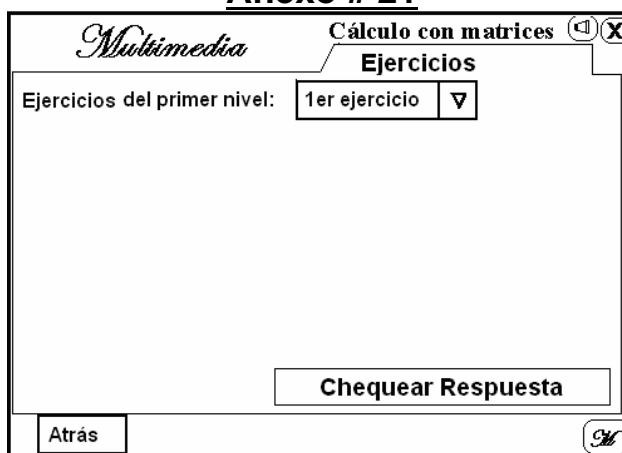 Anexo # 21
Multimedia
Cálculo con matrices X
Ejercicios
Ejercicios del primer nivel: 1er ejercicio
Chequear Respuesta
Atrás
M